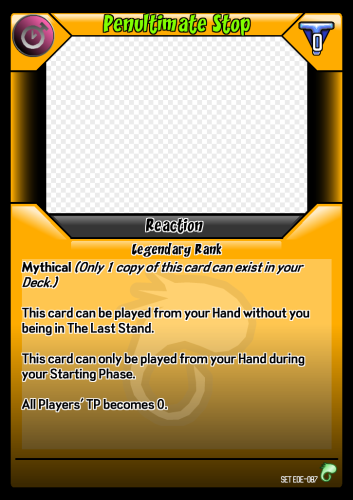 Penultimate Stop
0
Reaction
Legendary Rank
Mythical (Only 1 copy of this card can exist in your
Deck.)
This card can be played from your Hand without you
being in The Last Stand.
This card can only be played from your Hand during
your Starting Phase.
All Players' TP becomes 0.
SET EDE-087